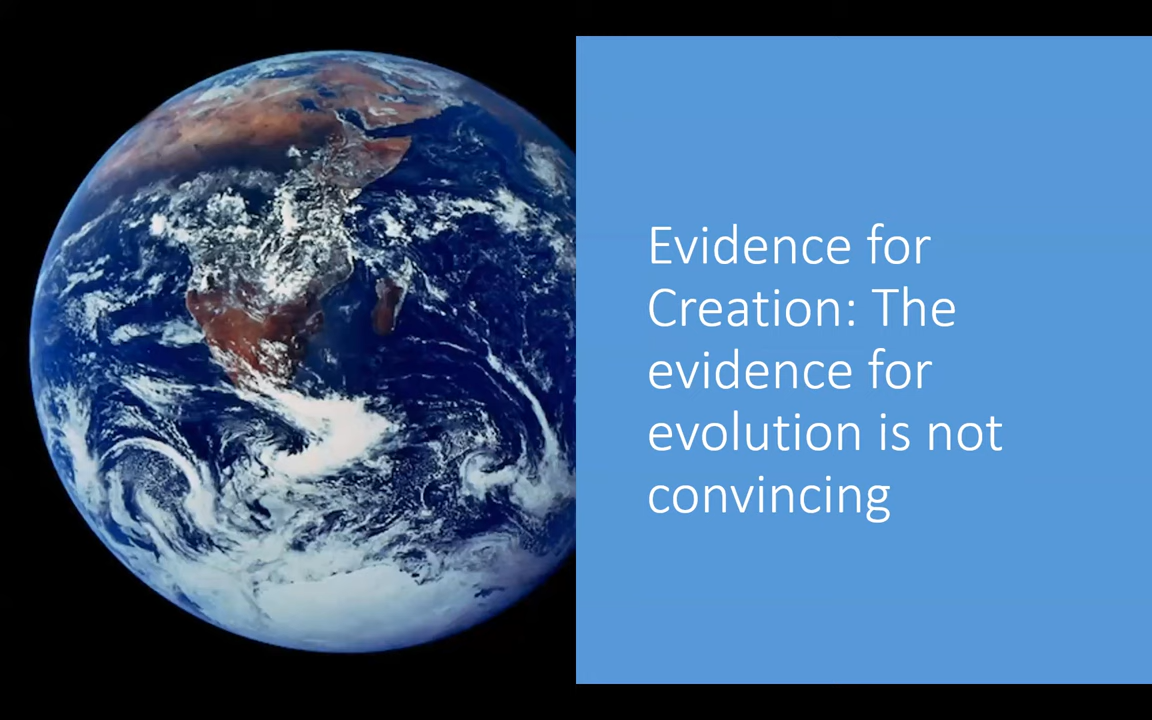 Evidence for
Creation: The
evidence for
evolution is not
convincing